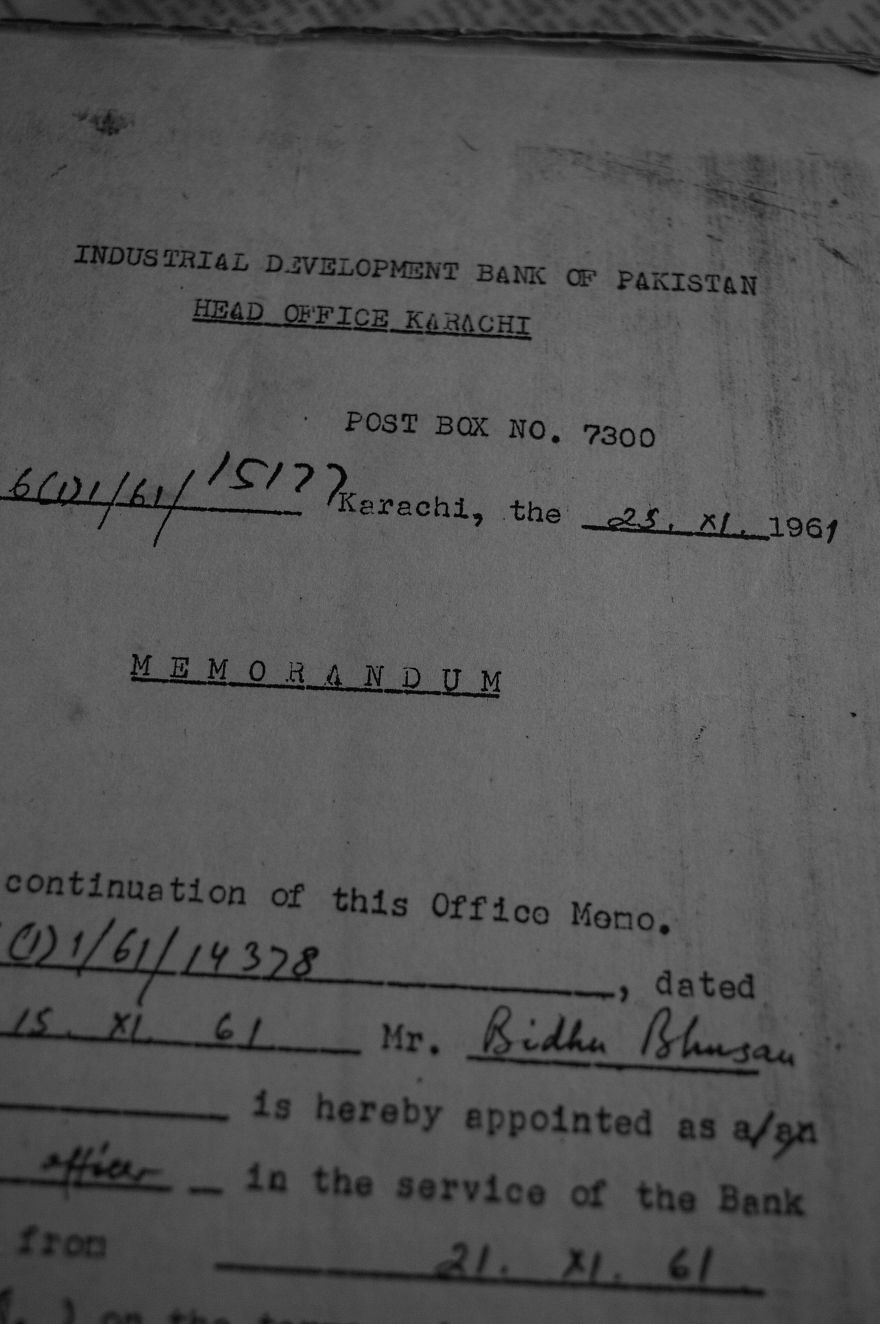 INDUSTRIAL DEVELOPMENT BANK OF PAKISTAN
HEAD OFFICE KARACHI
POST BOX NO. 7300
6(1)1/61/15177 Karachi, the 25. XI. 1961
MEMORANDUM
continuation of this Office Memo.
(1)1/61/14378, dated
15. XI. 61 Mr. Bidhu Bhusan
is hereby appointed as a/an
officer in the service of the Bank
from 21. XI. 61
on the